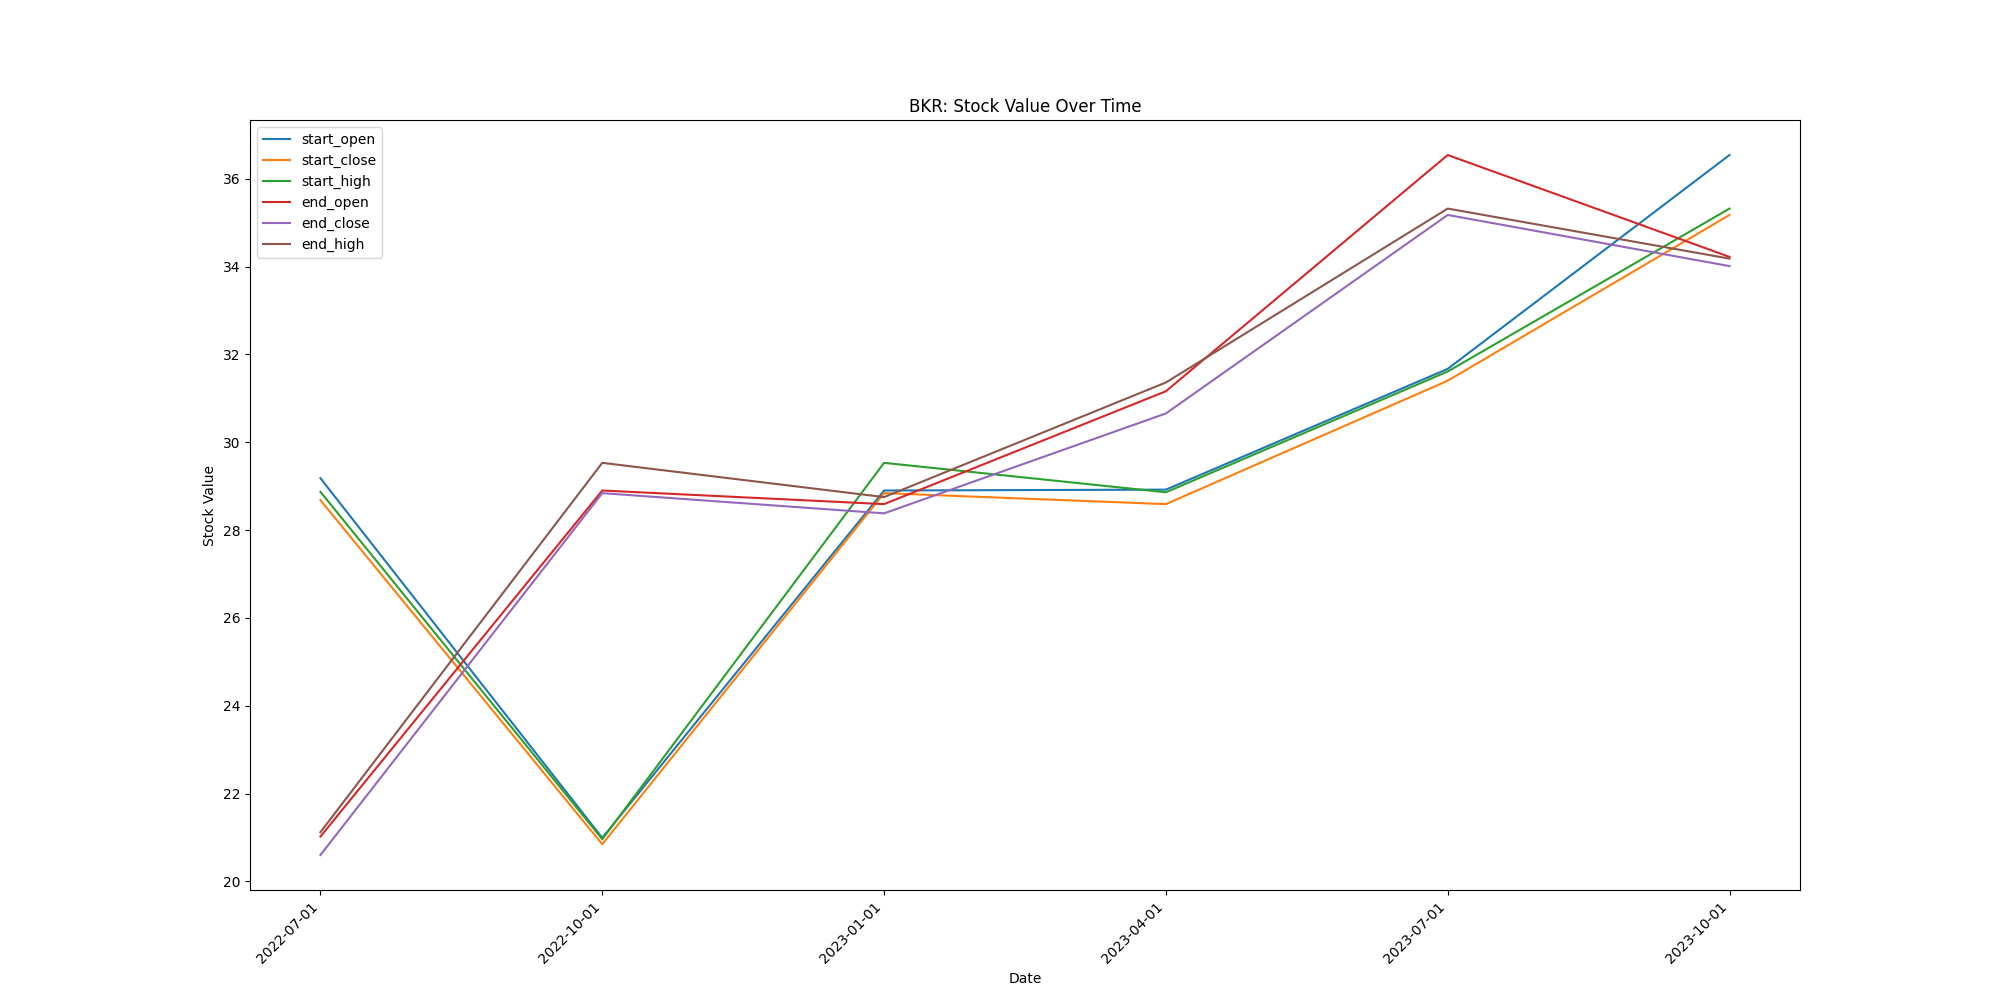 BKR: Stock Value Over Time
start_open
start_close
start_high
end_open
end_close
end_high
36
34
32
30
28
26
24
22
20
Stock Value
2022-07-01
2022-10-01
2023-01-01
2023-04-01
2023-07-01
2023-10-01
Date